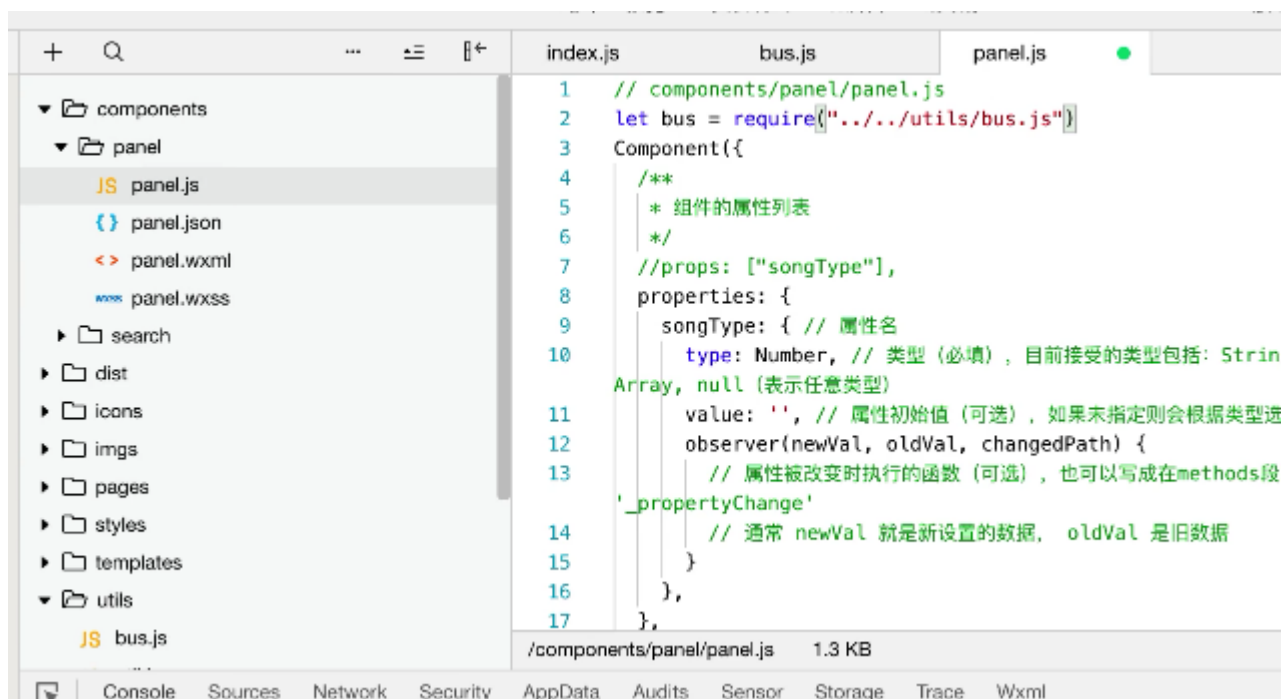 index.js bus.js panel.js
components
panel
JS panel.js
{ } panel.json
< > panel.wxml
wxss panel.wxss
search
dist
icons
imgs
pages
styles
templates
utils
JS bus.js
1 // components/panel/panel.js
2 let bus = require("../../utils/bus.js")
3 Component({
4 /**
5 * 组件的属性列表
6 */
7 //props: ["songType"],
8 properties: {
9 songType: { // 属性名
10 type: Number, // 类型（必填），目前接受的类型包括：Strin
Array, null（表示任意类型）
11 value: '', // 属性初始值（可选），如果未指定则会根据类型选
12 observer(newVal, oldVal, changedPath) {
13 // 属性被改变时执行的函数（可选），也可以写成在methods段
'_propertyChange'
14 // 通常 newVal 就是新设置的数据， oldVal 是旧数据
15 }
16 },
17 },
/components/panel/panel.js 1.3 KB
Console Sources Network Security AppData Audits Sensor Storage Trace Wxml